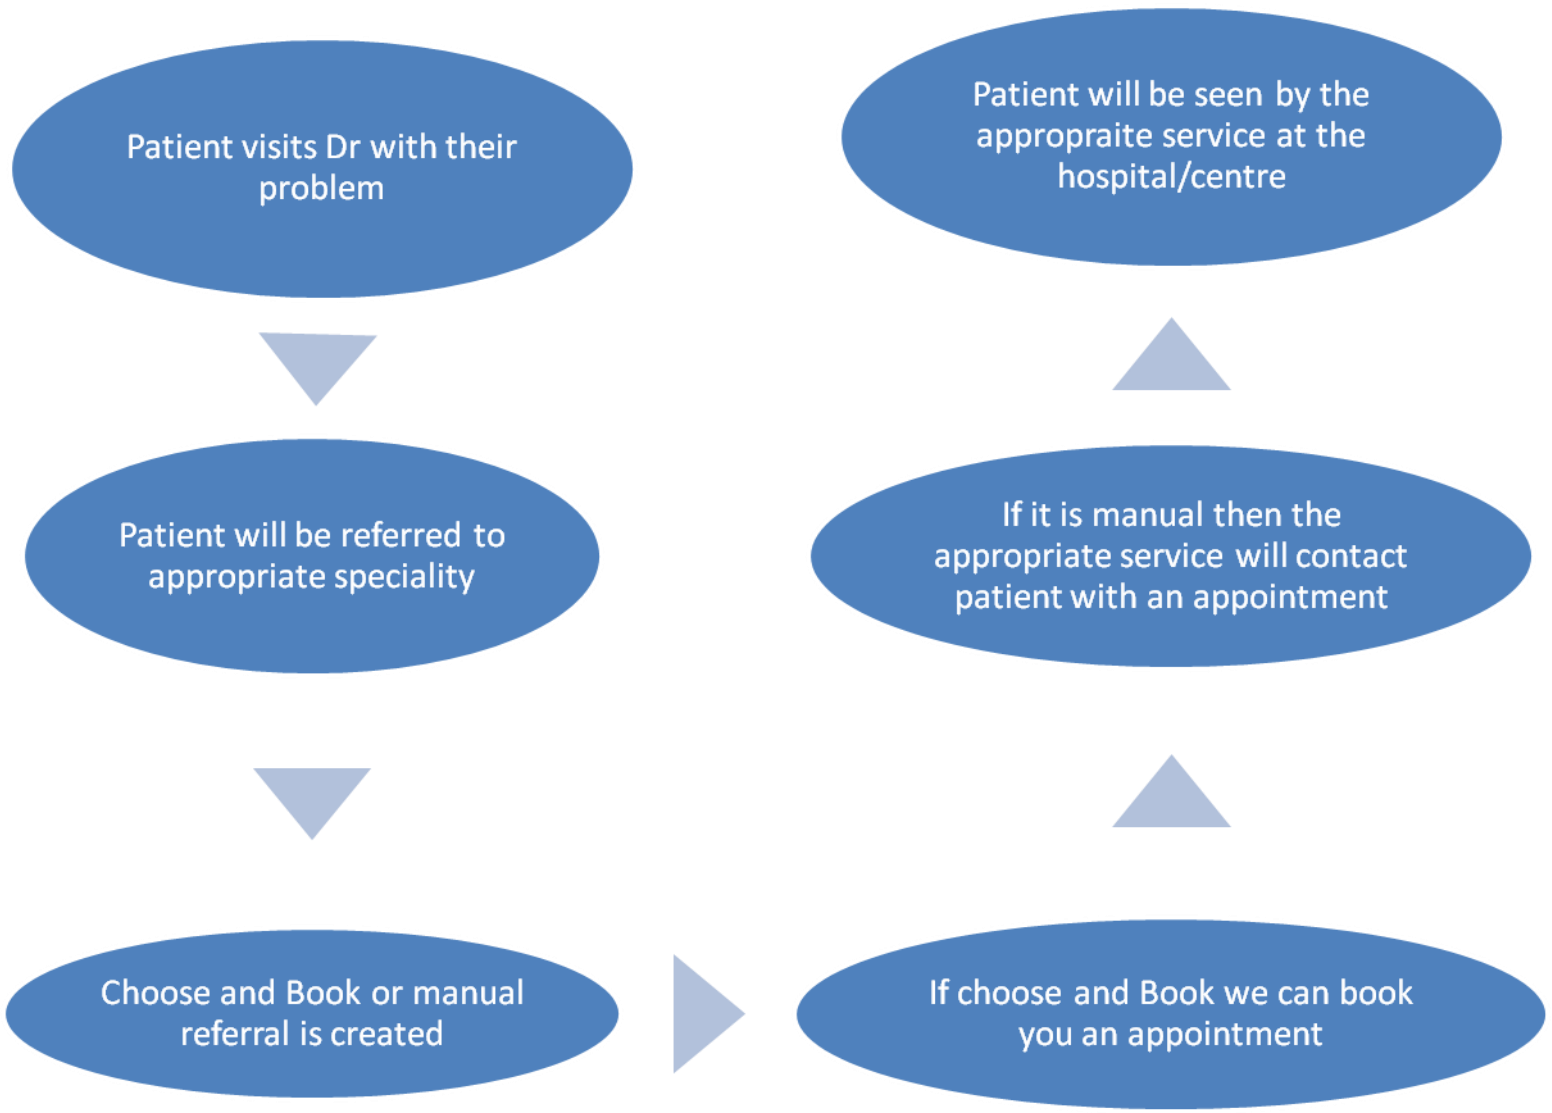 Patient visits Dr with their
problem
Patient will be referred to
appropriate speciality
Choose and Book or manual
referral is created
If choose and Book we can book
you an appointment
If it is manual then the
appropriate service will contact
patient with an appointment
Patient will be seen by the
appropraite service at the
hospital/centre